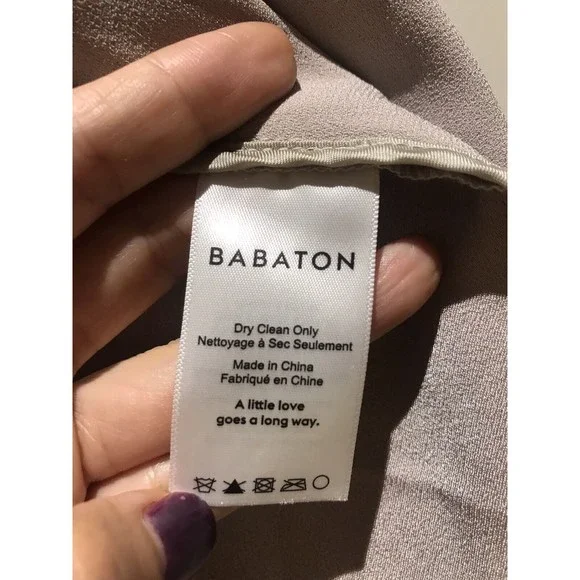 BABATON
Dry Clean Only
Nettoyage à Sec Seulement
Made in China
Fabriqué en Chine
A little love
goes a long way.